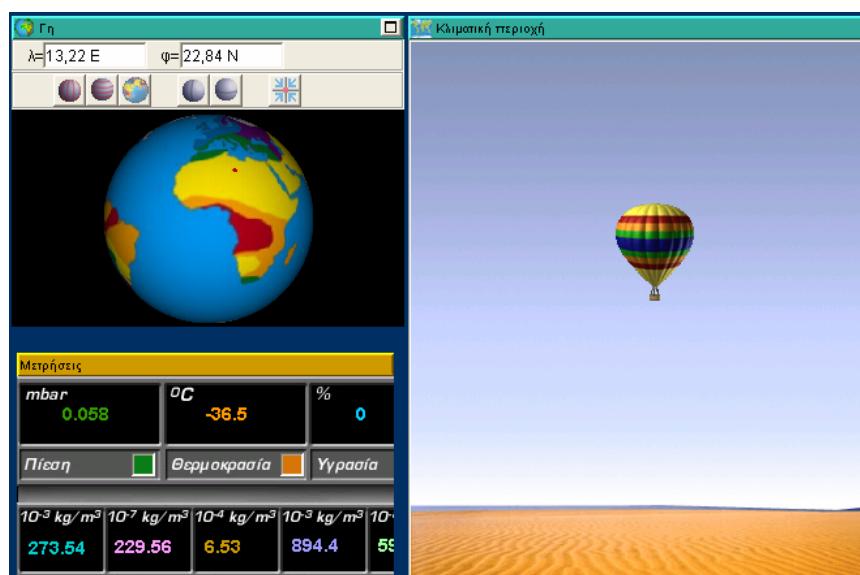 Γη
λ=13,22 E φ=22,84 N
Κλιματική περιοχή
Μετρήσεις
mbar °C %
0.058 -36.5 0
Πίεση Θερμοκρασία Υγρασία
10⁻³ kg/m³ 10⁻⁷ kg/m³ 10⁻⁴ kg/m³ 10⁻³ kg/m³ 10
273.54 229.56 6.53 894.4 59